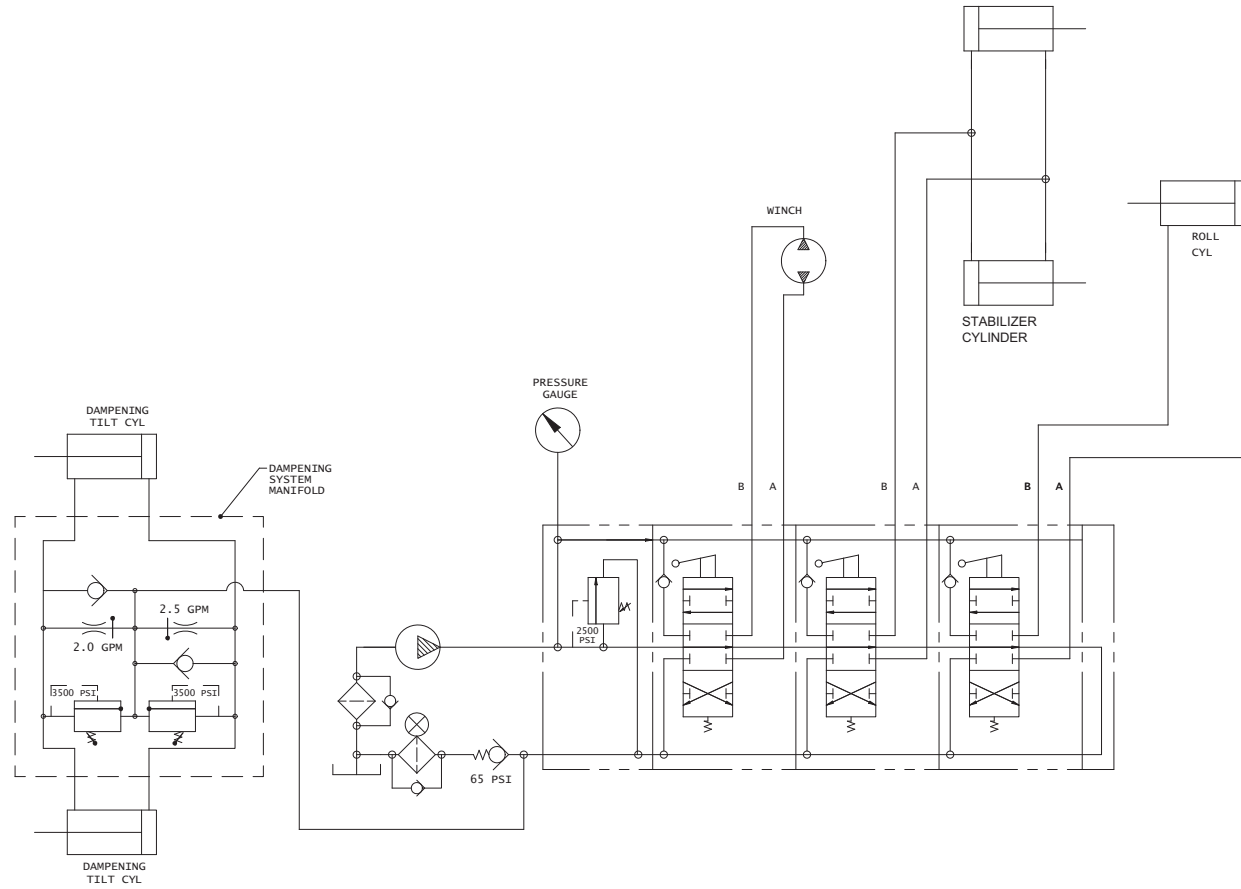 STABILIZER
CYLINDER
WINCH
ROLL
CYL
PRESSURE
GAUGE
DAMPENING
TILT CYL
DAMPENING
SYSTEM
MANIFOLD
B A
B A
B A
2.5 GPM
2.0 GPM
3500 PSI 3500 PSI
2500
PSI
65 PSI
DAMPENING
TILT CYL